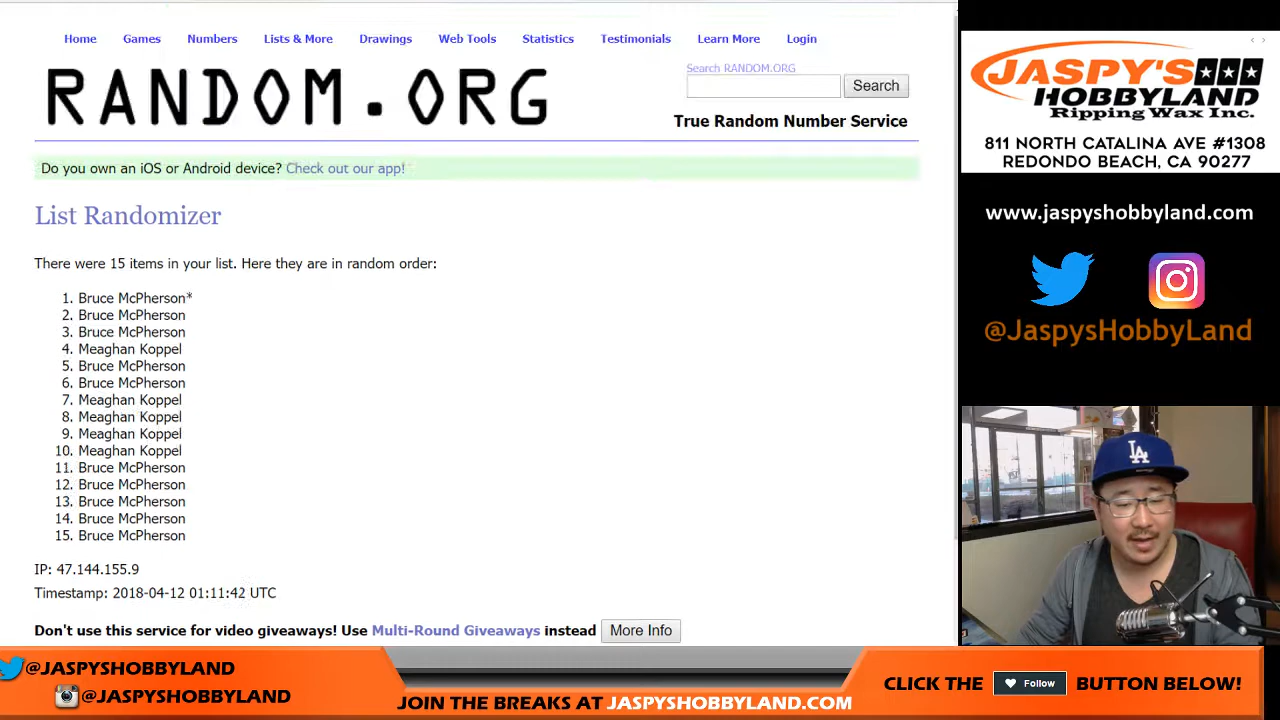 Home Games Numbers Lists & More Drawings Web Tools Statistics Testimonials Learn More Login
RANDOM.ORG
Search RANDOM.ORG
Search
True Random Number Service
Do you own an iOS or Android device? Check out our app!
List Randomizer
There were 15 items in your list. Here they are in random order:
1. Bruce McPherson*
2. Bruce McPherson
3. Bruce McPherson
4. Meaghan Koppel
5. Bruce McPherson
6. Bruce McPherson
7. Meaghan Koppel
8. Meaghan Koppel
9. Meaghan Koppel
10. Meaghan Koppel
11. Bruce McPherson
12. Bruce McPherson
13. Bruce McPherson
14. Bruce McPherson
15. Bruce McPherson
IP: 47.144.155.9
Timestamp: 2018-04-12 01:11:42 UTC
Don't use this service for video giveaways! Use Multi-Round Giveaways instead More Info
JASPY'S
HOBBYLAND
Ripping Wax Inc.
811 NORTH CATALINA AVE #1308
REDONDO BEACH, CA 90277
www.jaspyshobbyland.com
@JaspysHobbyLand
LA
@JASPYSHOBBYLAND
@JASPYSHOBBYLAND
JOIN THE BREAKS AT JASPYSHOBBYLAND.COM
CLICK THE Follow BUTTON BELOW!